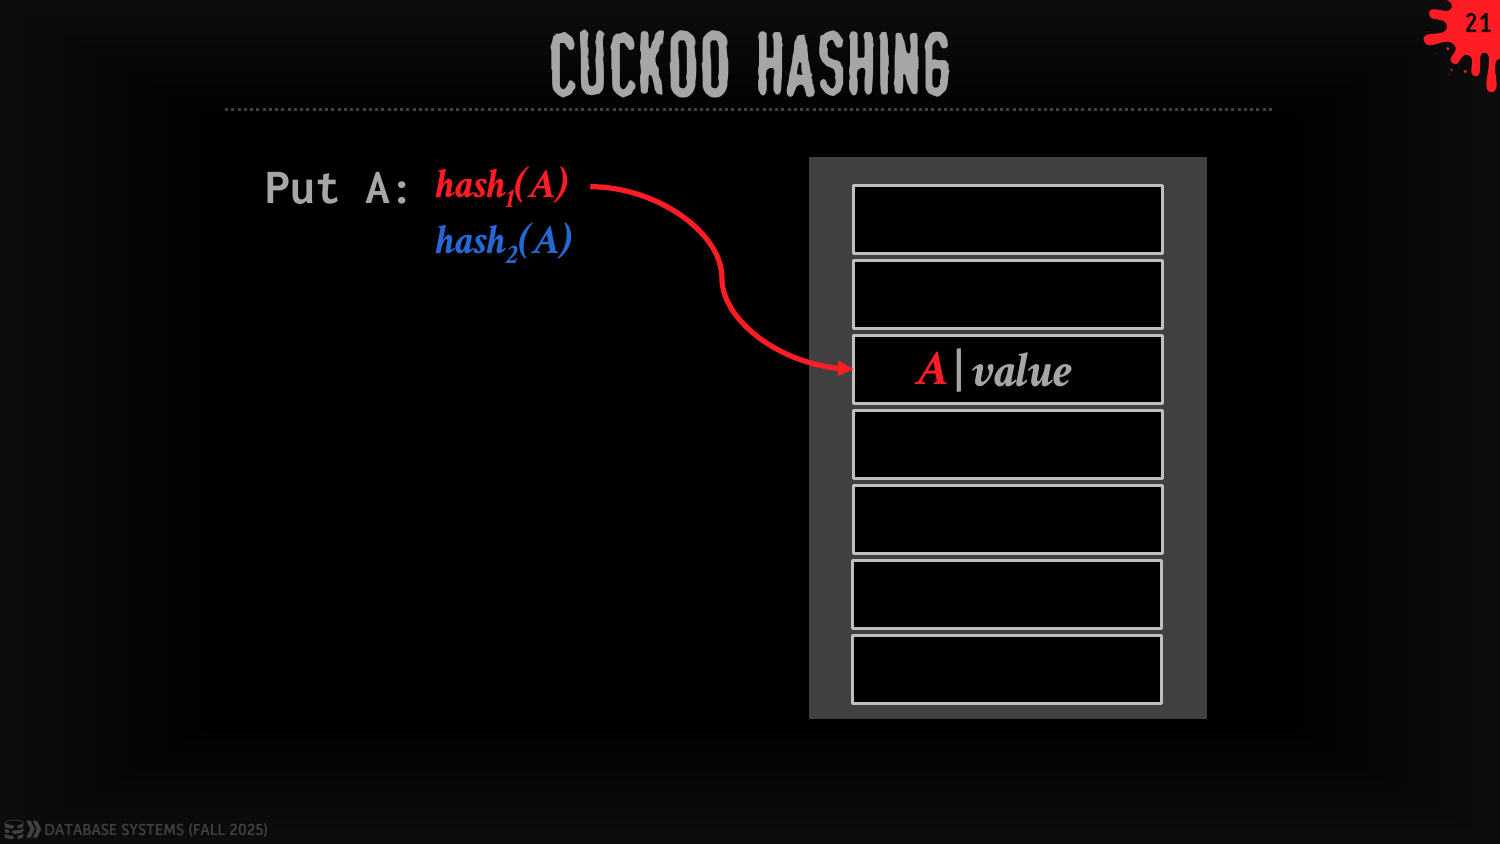 CUCKOO HASHING
21
Put A: hash1(A)
hash2(A)
A|value
DATABASE SYSTEMS (FALL 2025)